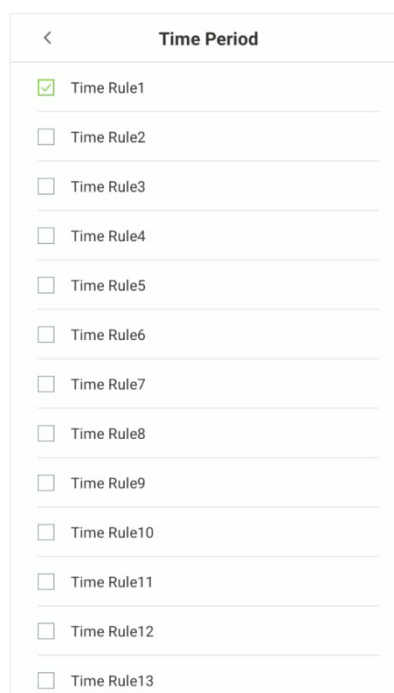 Time Period
Time Rule1
Time Rule2
Time Rule3
Time Rule4
Time Rule5
Time Rule6
Time Rule7
Time Rule8
Time Rule9
Time Rule10
Time Rule11
Time Rule12
Time Rule13